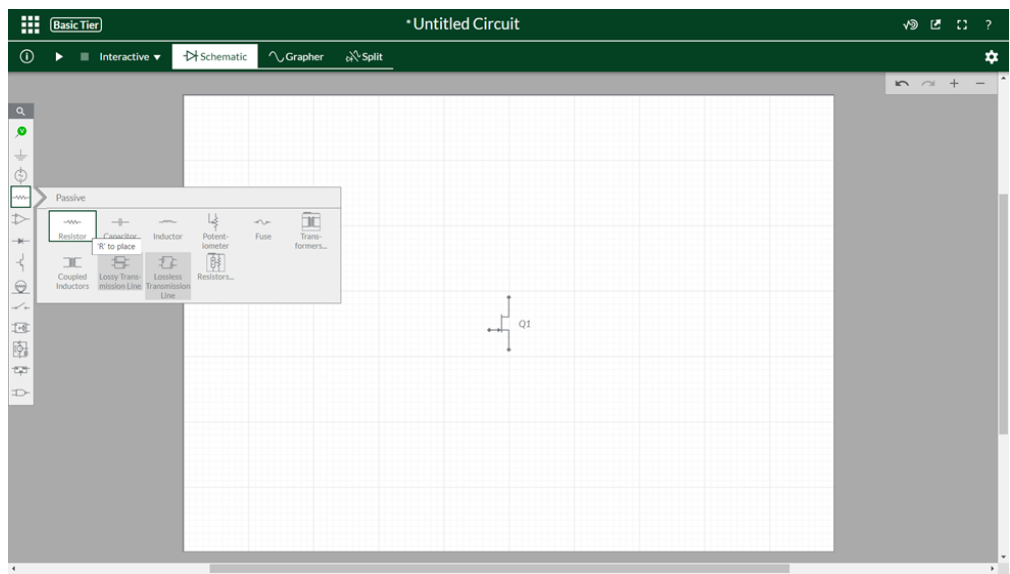 Basic Tier
*Untitled Circuit
?
Interactive
Schematic
Grapher
Split
Passive
Resistor
Capacitor...
Inductor
Potent-
iometer
Fuse
Trans-
formers...
'R' to place
Coupled
Inductors
Lossy Trans-
mission Line
Lossless
Transmission
Line
Resistors...
Q1